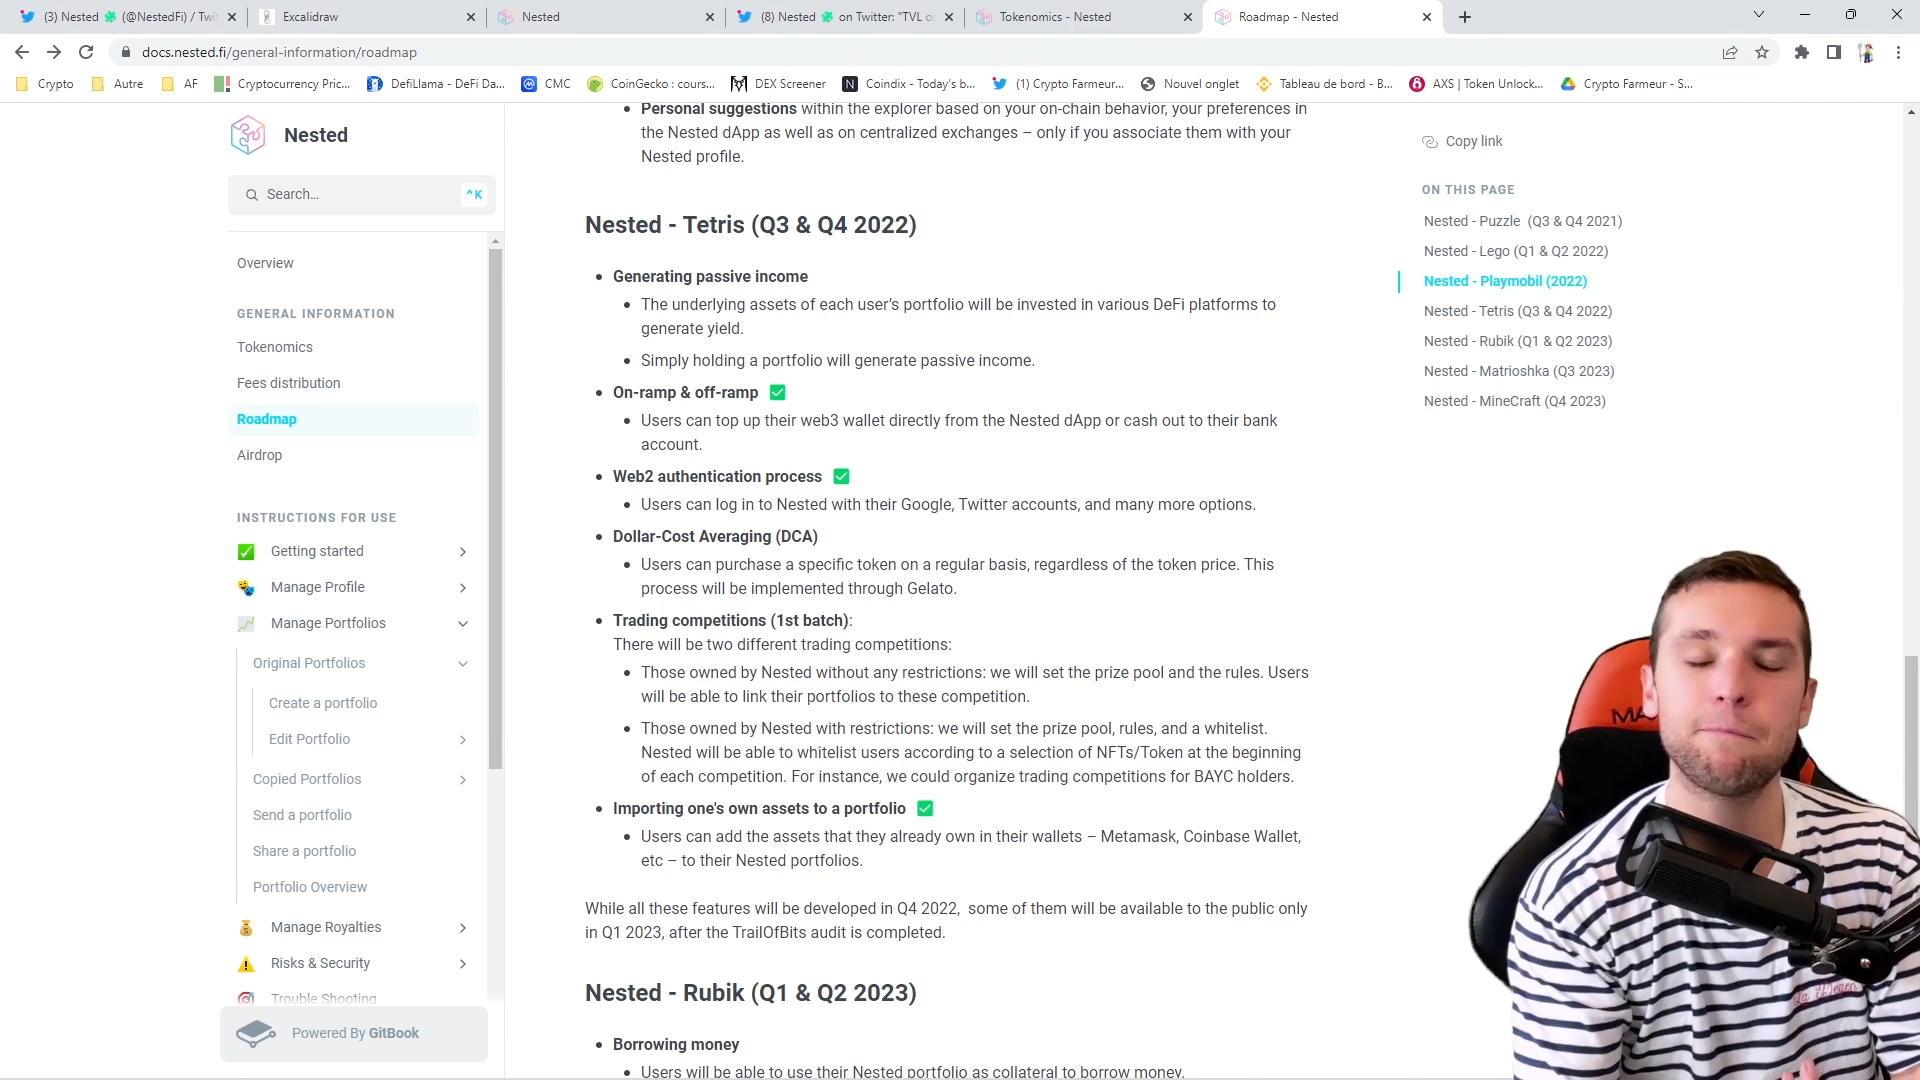 (3) Nested (@NestedFi) / Twi
Excalidraw
Nested
(8) Nested on Twitter: "TVL o
Tokenomics - Nested
Roadmap - Nested
docs.nested.fi/general-information/roadmap
Crypto
Autre
AF
Cryptocurrency Pric...
DefiLlama - DeFi Da...
CMC
CoinGecko : cours...
DEX Screener
Coindix - Today's b...
(1) Crypto Farmeur...
Nouvel onglet
Tableau de bord - B...
AXS | Token Unlock...
Crypto Farmeur - S...
Nested
Search...
^K
Overview
GENERAL INFORMATION
Tokenomics
Fees distribution
Roadmap
Airdrop
INSTRUCTIONS FOR USE
Getting started
Manage Profile
Manage Portfolios
Original Portfolios
Create a portfolio
Edit Portfolio
Copied Portfolios
Send a portfolio
Share a portfolio
Portfolio Overview
Manage Royalties
Risks & Security
Trouble Shooting
Powered By GitBook
Personal suggestions within the explorer based on your on-chain behavior, your preferences in
the Nested dApp as well as on centralized exchanges – only if you associate them with your
Nested profile.
Nested - Tetris (Q3 & Q4 2022)
Generating passive income
The underlying assets of each user's portfolio will be invested in various DeFi platforms to
generate yield.
Simply holding a portfolio will generate passive income.
On-ramp & off-ramp ✅
Users can top up their web3 wallet directly from the Nested dApp or cash out to their bank
account.
Web2 authentication process ✅
Users can log in to Nested with their Google, Twitter accounts, and many more options.
Dollar-Cost Averaging (DCA)
Users can purchase a specific token on a regular basis, regardless of the token price. This
process will be implemented through Gelato.
Trading competitions (1st batch):
There will be two different trading competitions:
Those owned by Nested without any restrictions: we will set the prize pool and the rules. Users
will be able to link their portfolios to these competition.
Those owned by Nested with restrictions: we will set the prize pool, rules, and a whitelist.
Nested will be able to whitelist users according to a selection of NFTs/Token at the beginning
of each competition. For instance, we could organize trading competitions for BAYC holders.
Importing one's own assets to a portfolio ✅
Users can add the assets that they already own in their wallets – Metamask, Coinbase Wallet,
etc – to their Nested portfolios.
While all these features will be developed in Q4 2022,  some of them will be available to the public only
in Q1 2023, after the TrailOfBits audit is completed.
Nested - Rubik (Q1 & Q2 2023)
Borrowing money
Users will be able to use their Nested portfolio as collateral to borrow money.
Copy link
ON THIS PAGE
Nested - Puzzle  (Q3 & Q4 2021)
Nested - Lego (Q1 & Q2 2022)
Nested - Playmobil (2022)
Nested - Tetris (Q3 & Q4 2022)
Nested - Rubik (Q1 & Q2 2023)
Nested - Matrioshka (Q3 2023)
Nested - MineCraft (Q4 2023)
MA